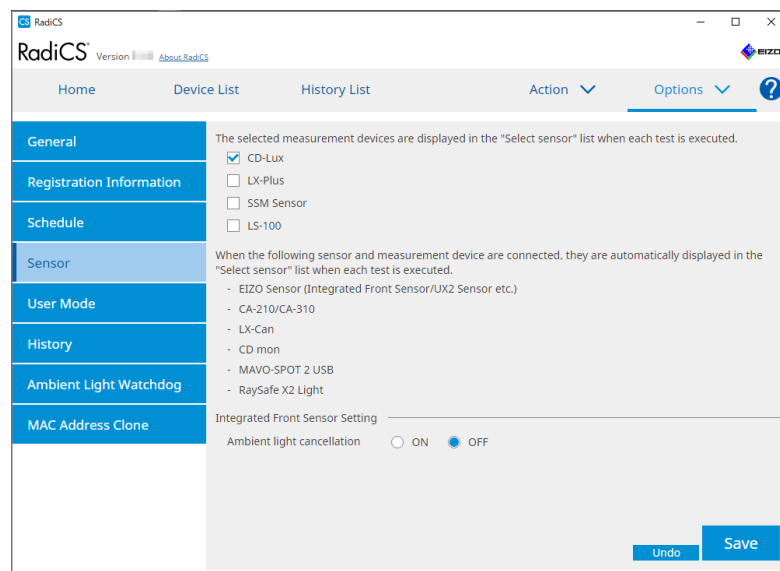 CS RadiCS
RadiCS® Version About RadiCS
EIZO
Home Device List History List Action Options ?
General
Registration Information
Schedule
Sensor
User Mode
History
Ambient Light Watchdog
MAC Address Clone
The selected measurement devices are displayed in the "Select sensor" list when each test is executed.
CD-Lux
LX-Plus
SSM Sensor
LS-100
When the following sensor and measurement device are connected, they are automatically displayed in the
"Select sensor" list when each test is executed.
- EIZO Sensor (Integrated Front Sensor/UX2 Sensor etc.)
- CA-210/CA-310
- LX-Can
- CD mon
- MAVO-SPOT 2 USB
- RaySafe X2 Light
Integrated Front Sensor Setting
Ambient light cancellation ON OFF
Undo Save